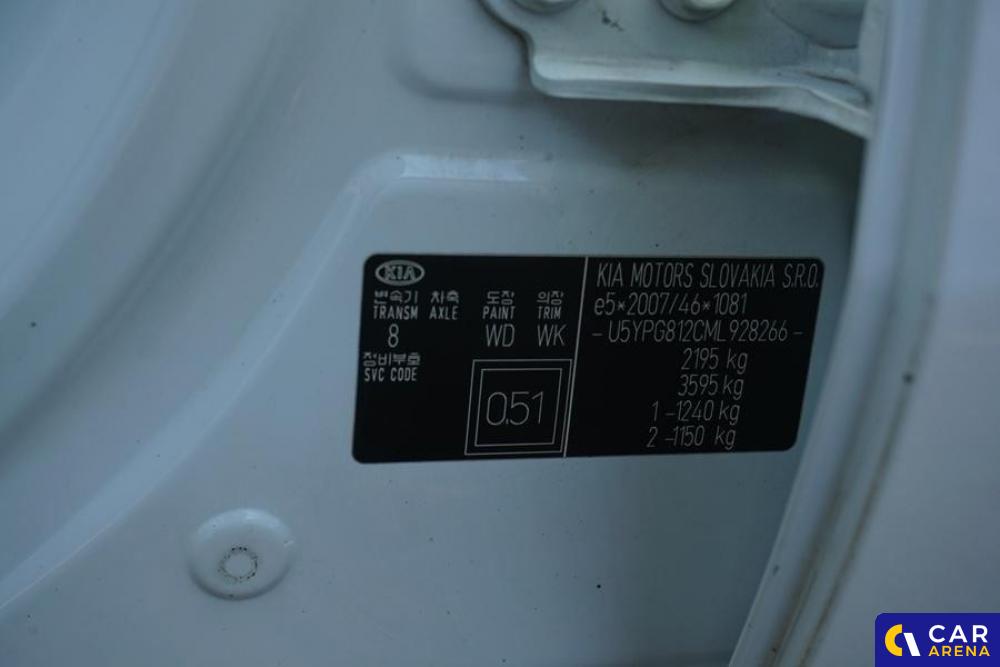 KIA
변속기 차축 도장 의장
TRANSM AXLE PAINT TRIM
8 WD WK
장비부호
SVC CODE
0.51
KIA MOTORS SLOVAKIA S.R.O.
e5*2007/46*1081
- U5YPG812CML928266 -
2195 kg
3595 kg
1 - 1240 kg
2 - 1150 kg
CAR
ARENA